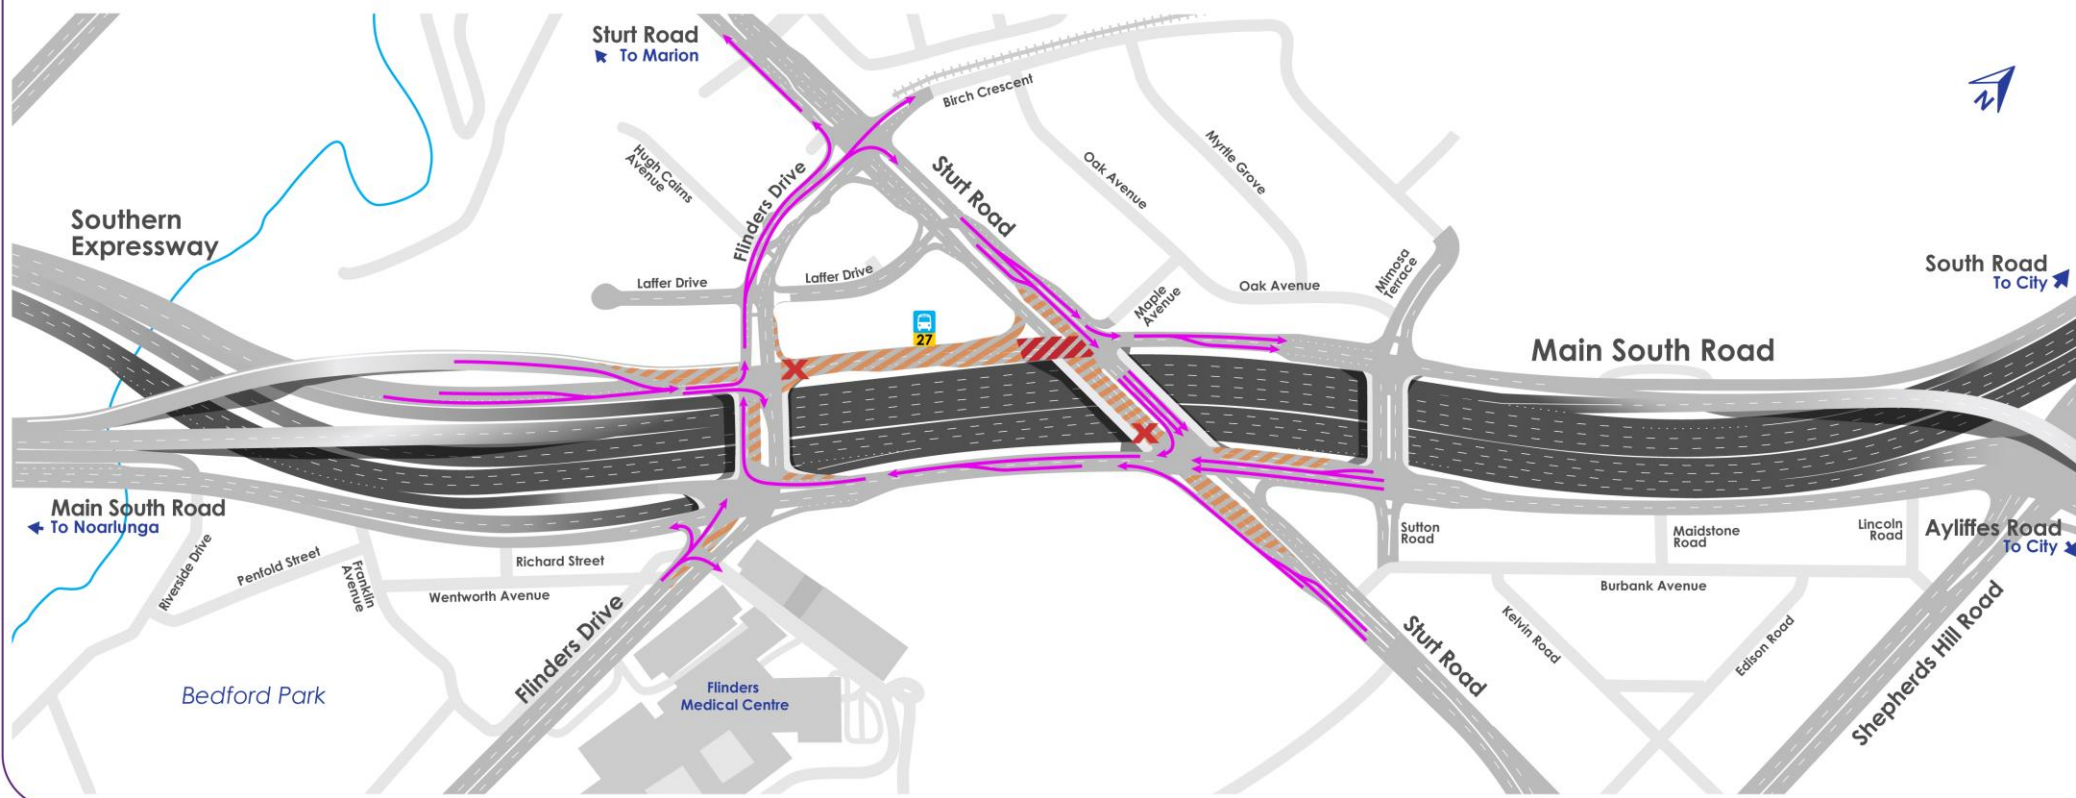 Sturt Road
To Marion
Birch Crescent
N
Hugh Cairns
Avenue
Flinders Drive
Sturt Road
Oak Avenue
Myrtle Grove
Southern
Expressway
Laffer Drive
Laffer Drive
Maple
Avenue
Oak Avenue
Mimosa
Terrace
South Road
To City
27
Main South Road
Main South Road
To Noarlunga
Riverside Drive
Penfold Street
Franklin
Avenue
Richard Street
Wentworth Avenue
Flinders Drive
Sutton
Road
Maidstone
Road
Lincoln
Road
Ayliffes Road
To City
Burbank Avenue
Sturt Road
Kelvin Road
Edison Road
Shepherds Hill Road
Bedford Park
Flinders
Medical Centre